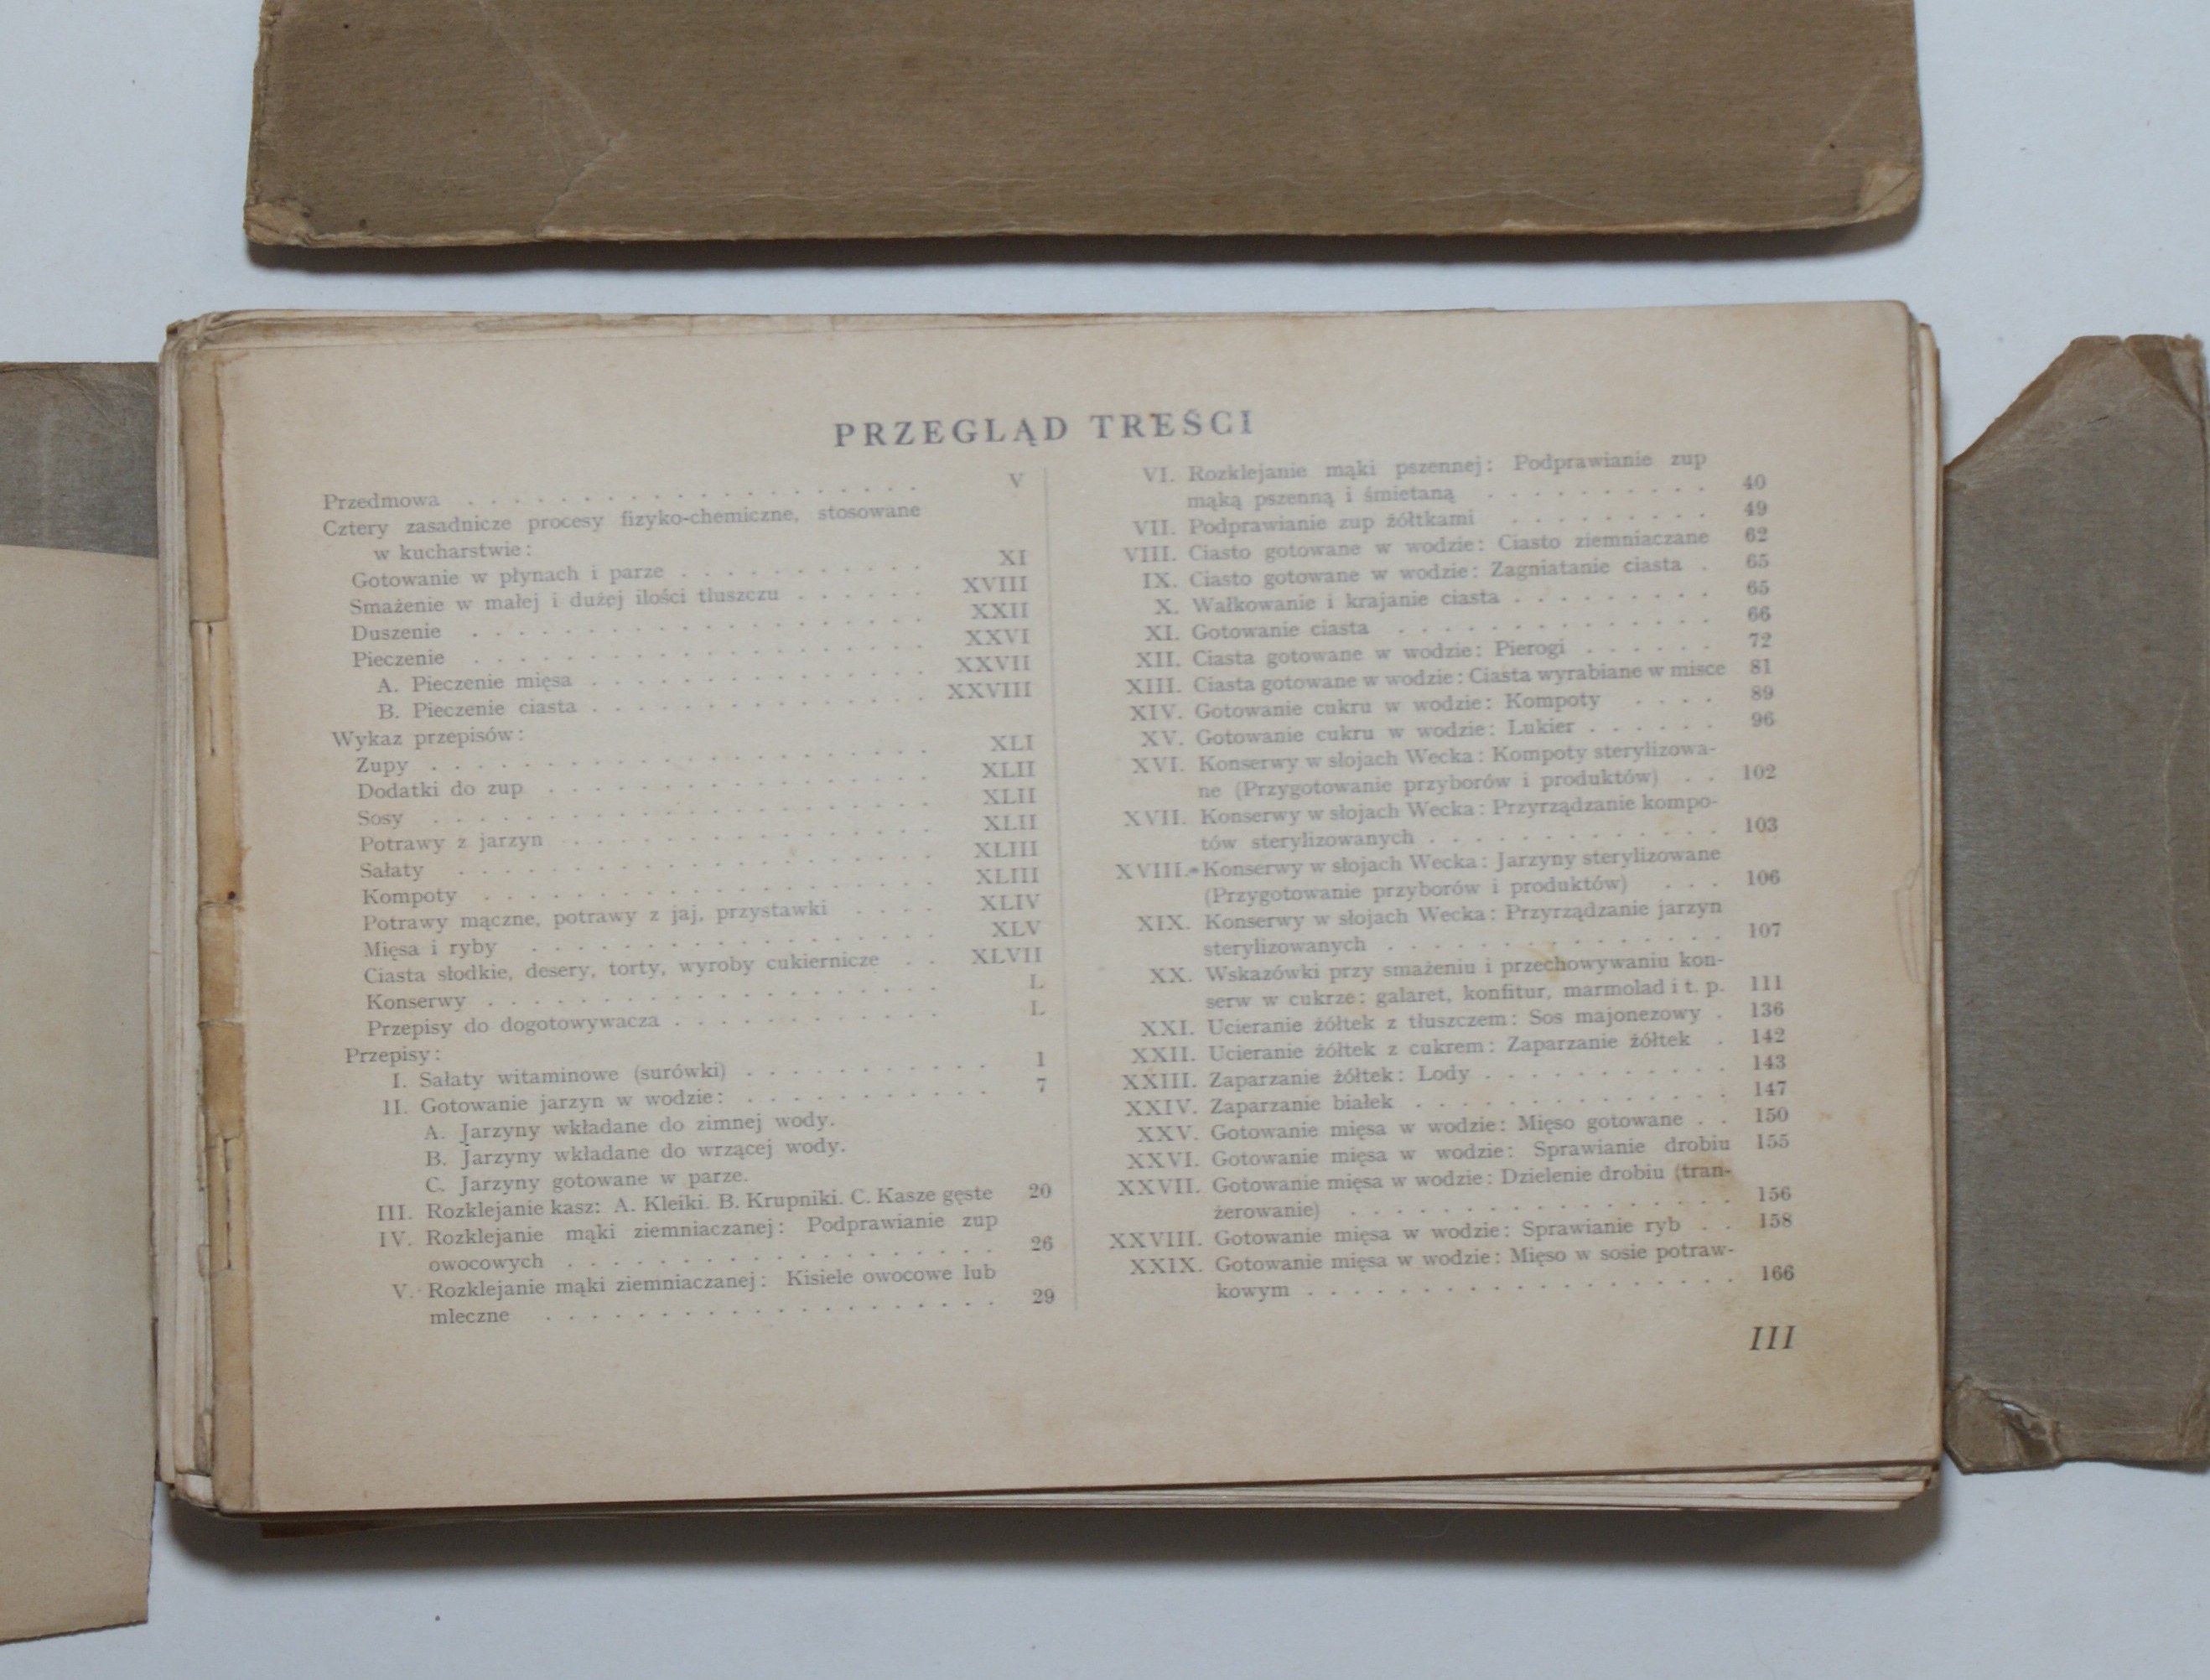 PRZEGLĄD TREŚCI
Przedmowa . . . . . . . . . . . . . . . . . . . V
Cztery zasadnicze procesy fizyko-chemiczne, stosowane
w kucharstwie:
Gotowanie w płynach i parze . . . . . . . . . . . XI
Smażenie w małej i dużej ilości tłuszczu . . . . . . XVIII
Duszenie . . . . . . . . . . . . . . . . . . . XXII
Pieczenie . . . . . . . . . . . . . . . . . . . XXVI
A. Pieczenie mięsa . . . . . . . . . . . . . . . XXVII
B. Pieczenie ciasta . . . . . . . . . . . . . . . XXVIII
Wykaz przepisów:
Zupy . . . . . . . . . . . . . . . . . . . . . XLI
Dodatki do zup . . . . . . . . . . . . . . . . . XLII
Sosy . . . . . . . . . . . . . . . . . . . . . XLII
Potrawy z jarzyn . . . . . . . . . . . . . . . . XLII
Sałaty . . . . . . . . . . . . . . . . . . . . XLIII
Kompoty . . . . . . . . . . . . . . . . . . . XLIII
Potrawy mączne, potrawy z jaj, przystawki . . . . XLIV
Mięsa i ryby . . . . . . . . . . . . . . . . . . XLV
Ciasta słodkie, desery, torty, wyroby cukiernicze . . XLVII
Konserwy . . . . . . . . . . . . . . . . . . . L
Przepisy do dogotowywacza . . . . . . . . . . . . L
Przepisy:
I. Sałaty witaminowe (surówki) . . . . . . . . . . . 1
II. Gotowanie jarzyn w wodzie: . . . . . . . . . . . 7
A. Jarzyny wkładane do zimnej wody.
B. Jarzyny wkładane do wrzącej wody.
C. Jarzyny gotowane w parze.
III. Rozklejanie kasz: A. Kleiki. B. Krupniki. C. Kasze gęste 20
IV. Rozklejanie mąki ziemniaczanej: Podprawianie zup
owocowych . . . . . . . . . . . . . . . . . . 26
V. Rozklejanie mąki ziemniaczanej: Kisiele owocowe lub
mleczne . . . . . . . . . . . . . . . . . . . 29
VI. Rozklejanie mąki pszennej: Podprawianie zup
mąką pszenną i śmietaną . . . . . . . . . . 40
VII. Podprawianie zup żółtkami . . . . . . . . . 49
VIII. Ciasto gotowane w wodzie: Ciasto ziemniaczane 62
IX. Ciasto gotowane w wodzie: Zagniatanie ciasta . 65
X. Wałkowanie i krajanie ciasta . . . . . . . . . 65
XI. Gotowanie ciasta . . . . . . . . . . . . . . 66
XII. Ciasta gotowane w wodzie: Pierogi . . . . . . 72
XIII. Ciasta gotowane w wodzie: Ciasta wyrabiane w misce 81
XIV. Gotowanie cukru w wodzie: Kompoty . . . . 89
XV. Gotowanie cukru w wodzie: Lukier . . . . . . 96
XVI. Konserwy w słojach Wecka: Kompoty sterylizowa-
ne (Przygotowanie przyborów i produktów) . . 102
XVII. Konserwy w słojach Wecka: Przyrządzanie kompo-
tów sterylizowanych . . . . . . . . . . . . . 103
XVIII. Konserwy w słojach Wecka: Jarzyny sterylizowane
(Przygotowanie przyborów i produktów) . . . 106
XIX. Konserwy w słojach Wecka: Przyrządzanie jarzyn
sterylizowanych . . . . . . . . . . . . . . . 107
XX. Wskazówki przy smażeniu i przechowywaniu kon-
serw w cukrze: galaret, konfitur, marmolad i t. p. 111
XXI. Ucieranie żółtek z tłuszczem: Sos majonezowy . 136
XXII. Ucieranie żółtek z cukrem: Zaparzanie żółtek . 142
XXIII. Zaparzanie żółtek: Lody . . . . . . . . . . . 143
XXIV. Zaparzanie białek . . . . . . . . . . . . . . 147
XXV. Gotowanie mięsa w wodzie: Mięso gotowane . . 150
XXVI. Gotowanie mięsa w wodzie: Sprawianie drobiu 155
XXVII. Gotowanie mięsa w wodzie: Dzielenie drobiu (tran-
żerowanie) . . . . . . . . . . . . . . . . . 156
XXVIII. Gotowanie mięsa w wodzie: Sprawianie ryb . . 158
XXIX. Gotowanie mięsa w wodzie: Mięso w sosie potraw-
kowym . . . . . . . . . . . . . . . . . . . 166
III